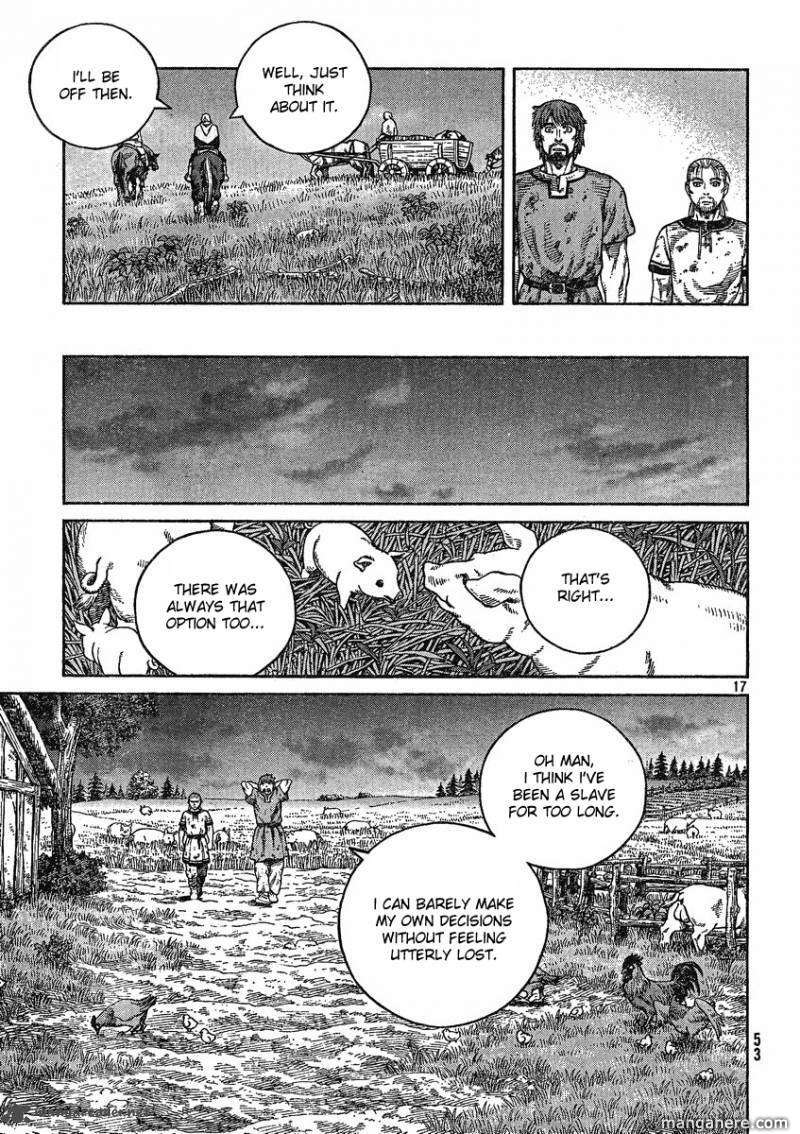 WELL, JUST
THINK
ABOUT IT.
I'LL BE
OFF THEN.
THAT'S
RIGHT...
THERE WAS
ALWAYS THAT
OPTION TOO...
17
OH MAN,
I THINK I'VE
BEEN A SLAVE
FOR TOO LONG.
I CAN BARELY MAKE
MY OWN DECISIONS
WITHOUT FEELING
UTTERLY LOST.
53
mangahere.com